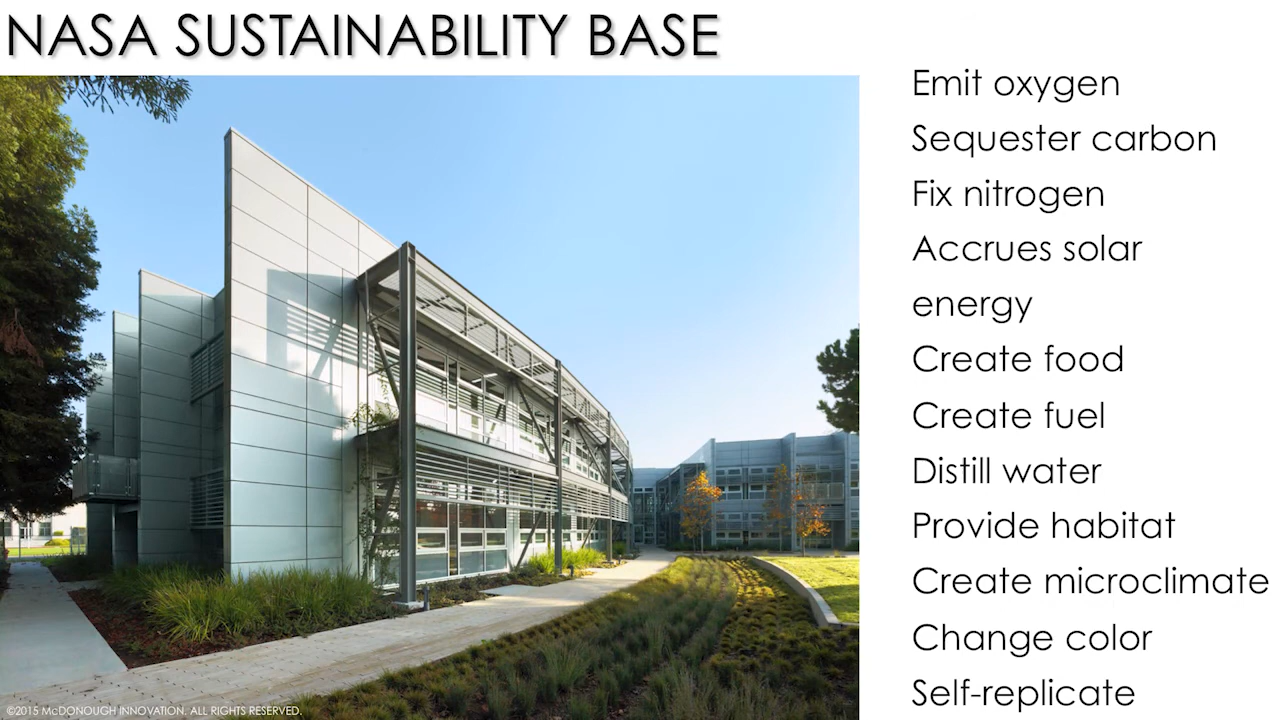 NASA SUSTAINABILITY BASE
Emit oxygen
Sequester carbon
Fix nitrogen
Accrues solar
energy
Create food
Create fuel
Distill water
Provide habitat
Create microclimate
Change color
Self-replicate
©2015 McDONOUGH INNOVATION. ALL RIGHTS RESERVED.